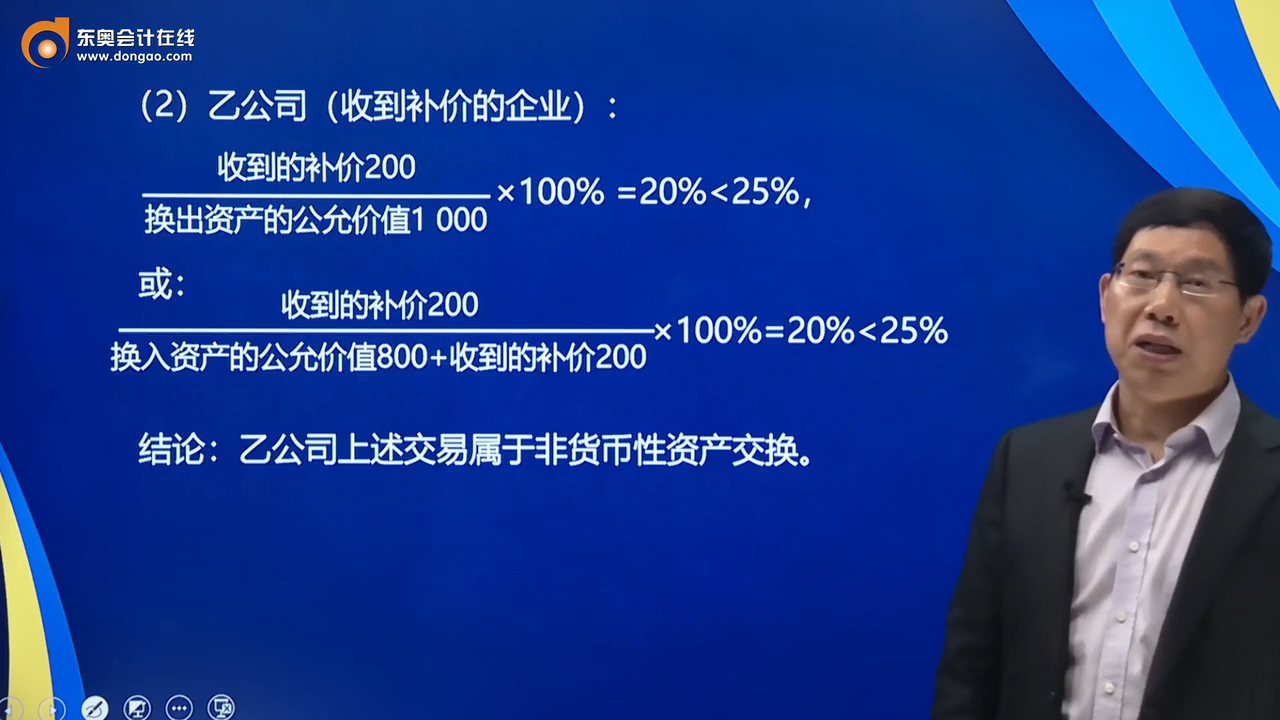 东奥会计在线
www.dongao.com
（2）乙公司（收到补价的企业）：
收到的补价200
换出资产的公允价值1 000
×100% =20%<25%，
或：
收到的补价200
换入资产的公允价值800+收到的补价200
×100%=20%<25%
结论：乙公司上述交易属于非货币性资产交换。